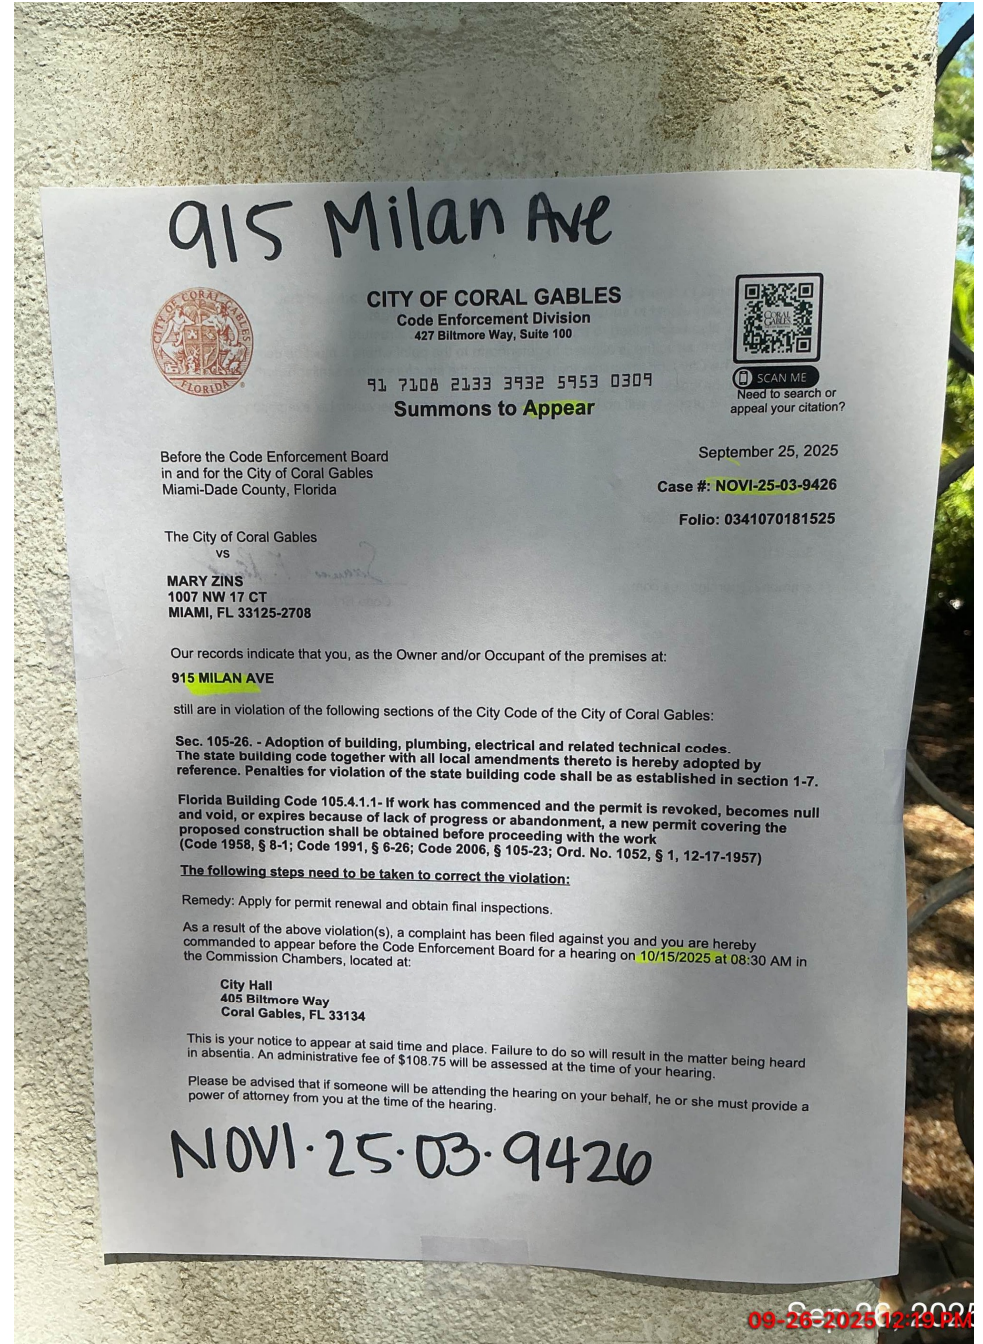 915 Milan Ave
CITY OF CORAL GABLES
FLORIDA
CITY OF CORAL GABLES
Code Enforcement Division
427 Biltmore Way, Suite 100
91 7108 2133 3932 5953 0309
Summons to Appear
CORAL GABLES
SCAN ME
Need to search or
appeal your citation?
Before the Code Enforcement Board
in and for the City of Coral Gables
Miami-Dade County, Florida
September 25, 2025
Case #: NOVI-25-03-9426
Folio: 0341070181525
The City of Coral Gables
vs
MARY ZINS
1007 NW 17 CT
MIAMI, FL 33125-2708
Our records indicate that you, as the Owner and/or Occupant of the premises at:
915 MILAN AVE
still are in violation of the following sections of the City Code of the City of Coral Gables:
Sec. 105-26. - Adoption of building, plumbing, electrical and related technical codes.
The state building code together with all local amendments thereto is hereby adopted by
reference. Penalties for violation of the state building code shall be as established in section 1-7.
Florida Building Code 105.4.1.1- If work has commenced and the permit is revoked, becomes null
and void, or expires because of lack of progress or abandonment, a new permit covering the
proposed construction shall be obtained before proceeding with the work
(Code 1958, § 8-1; Code 1991, § 6-26; Code 2006, § 105-23; Ord. No. 1052, § 1, 12-17-1957)
The following steps need to be taken to correct the violation:
Remedy: Apply for permit renewal and obtain final inspections.
As a result of the above violation(s), a complaint has been filed against you and you are hereby
commanded to appear before the Code Enforcement Board for a hearing on 10/15/2025 at 08:30 AM in
the Commission Chambers, located at:
City Hall
405 Biltmore Way
Coral Gables, FL 33134
This is your notice to appear at said time and place. Failure to do so will result in the matter being heard
in absentia. An administrative fee of $108.75 will be assessed at the time of your hearing.
Please be advised that if someone will be attending the hearing on your behalf, he or she must provide a
power of attorney from you at the time of the hearing.
NOVI-25-03-9426
Sep 26, 2025
09-26-2025 12:19 PM